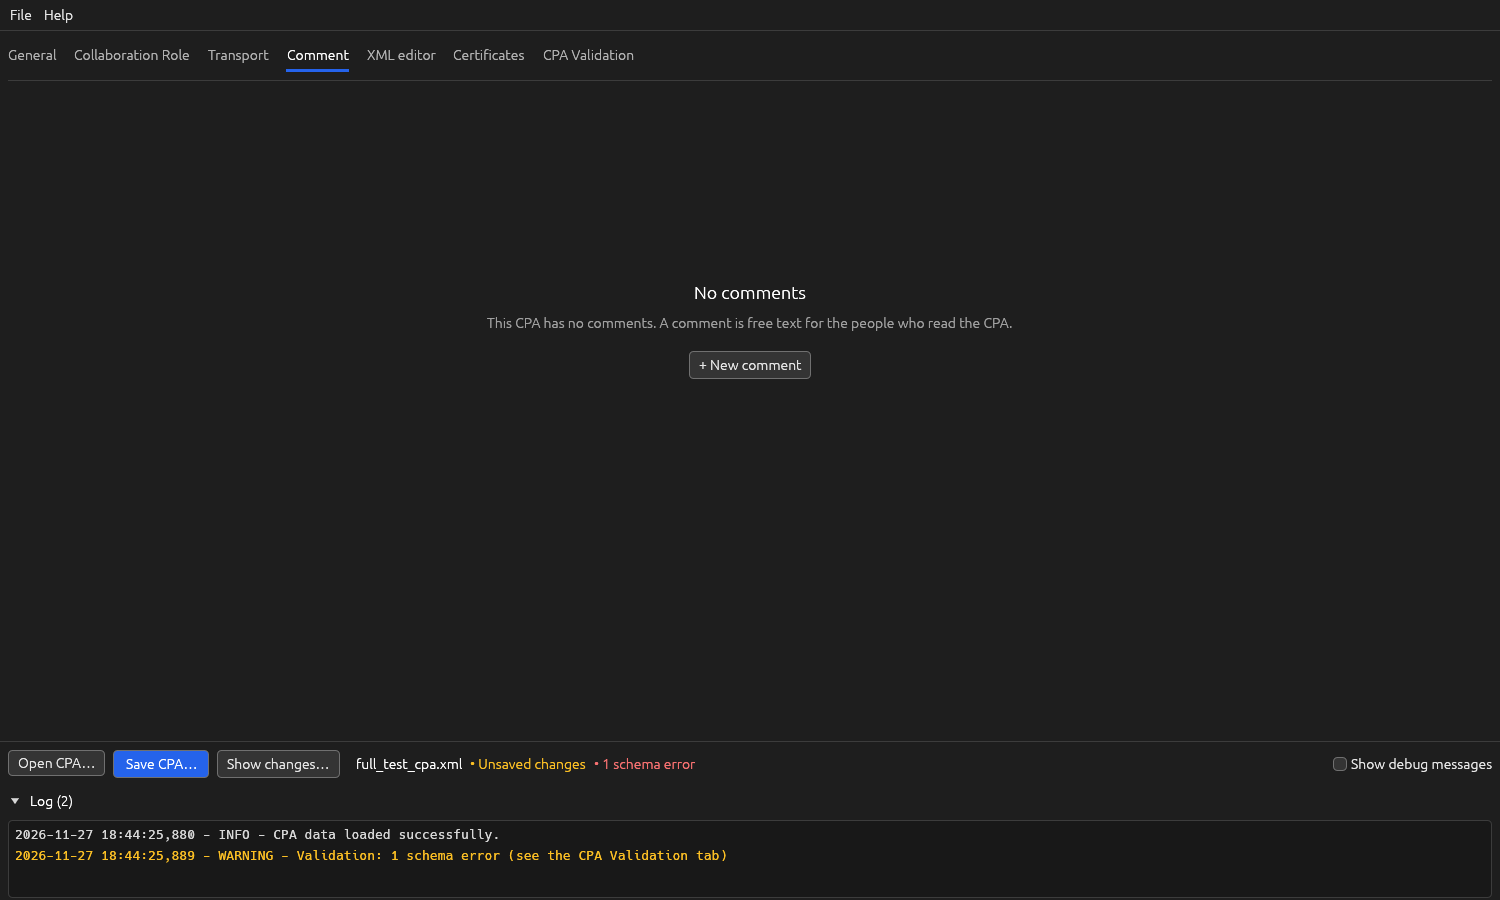 File Help
General Collaboration Role Transport Comment XML editor Certificates CPA Validation
No comments
This CPA has no comments. A comment is free text for the people who read the CPA.
+ New comment
Open CPA... Save CPA... Show changes... full_test_cpa.xml • Unsaved changes • 1 schema error Show debug messages
▼ Log (2)
2026-11-27 18:44:25,880 - INFO - CPA data loaded successfully.
2026-11-27 18:44:25,889 - WARNING - Validation: 1 schema error (see the CPA Validation tab)